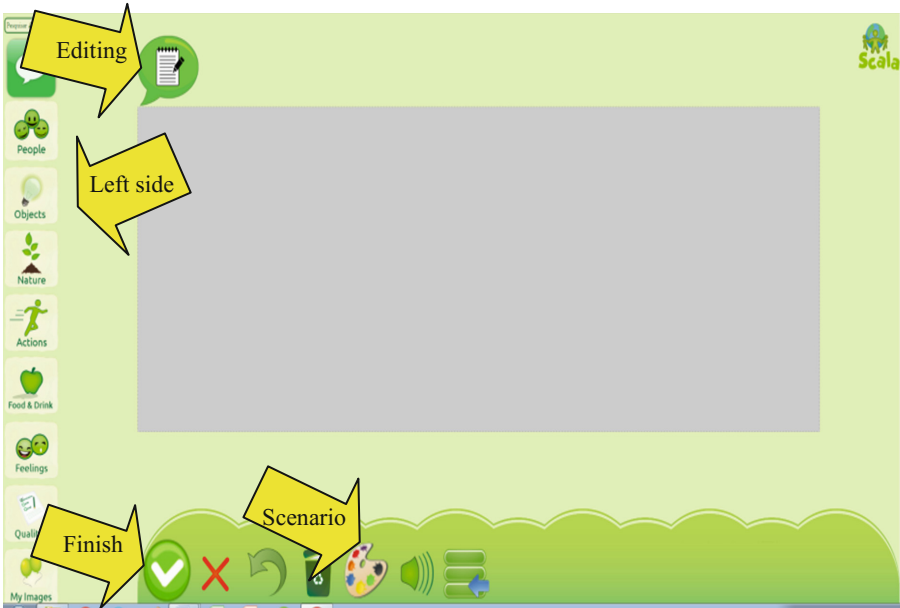 Editing
Scala
People
Left side
Objects
Nature
Actions
Food & Drink
Feelings
Scenario
Finish
My Images